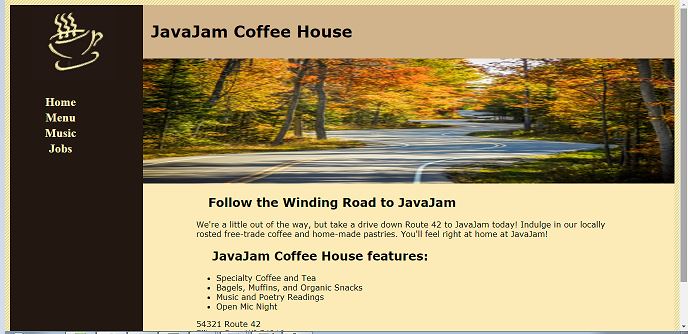 JavaJam Coffee House
Home
Menu
Music
Jobs
Follow the Winding Road to JavaJam
We're a little out of the way, but take a drive down Route 42 to JavaJam today! Indulge in our locally
rosted free-trade coffee and home-made pastries. You'll feel right at home at JavaJam!
JavaJam Coffee House features:
Specialty Coffee and Tea
Bagels, Muffins, and Organic Snacks
Music and Poetry Readings
Open Mic Night
54321 Route 42